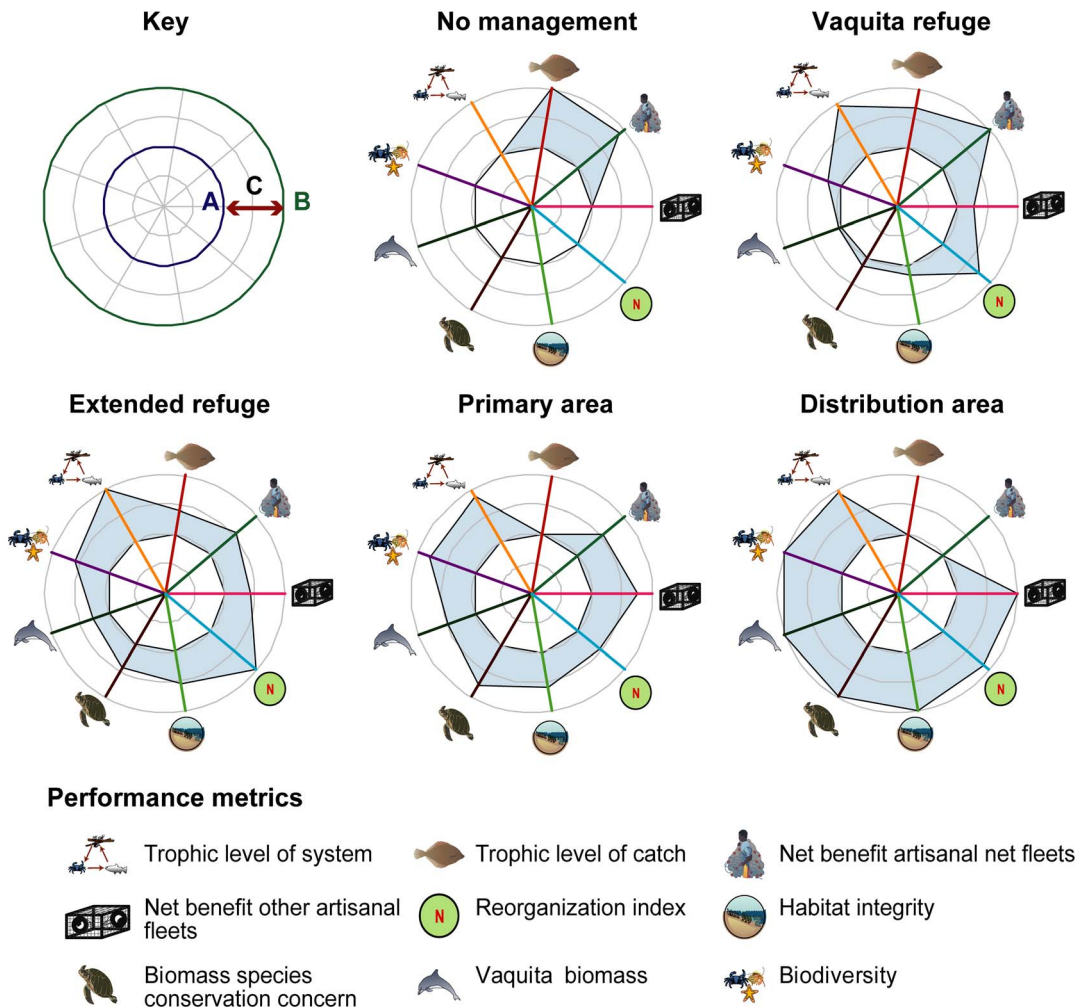 Key
No management
Vaquita refuge
A
C
B
N
N
Extended refuge
Primary area
Distribution area
N
N
N
Performance metrics
Trophic level of system
Trophic level of catch
Net benefit artisanal net fleets
Net benefit other artisanal
fleets
N
Reorganization index
Habitat integrity
Biomass species
conservation concern
Vaquita biomass
Biodiversity